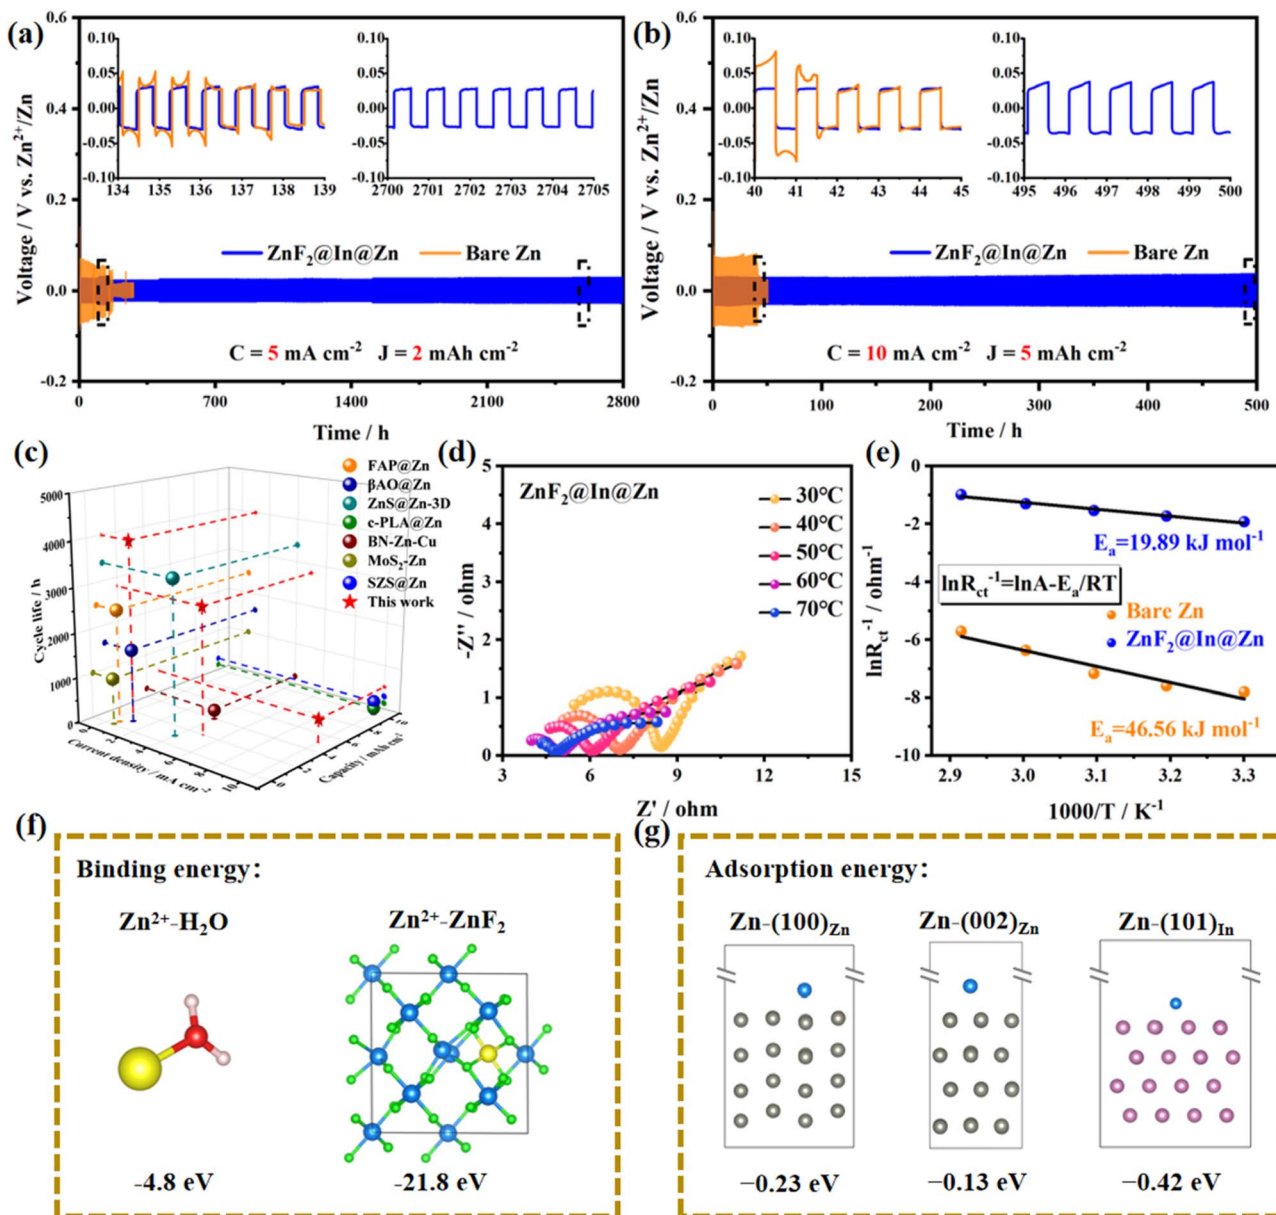 (a)
Voltage / V vs. Zn²⁺/Zn
0.6
0.4
0.2
0.0
-0.2
0.10
0.05
0.00
-0.05
-0.10
134 135 136 137 138 139
0.10
0.05
0.00
-0.05
-0.10
2700 2701 2702 2703 2704 2705
ZnF₂@In@Zn Bare Zn
C = 5 mA cm⁻² J = 2 mAh cm⁻²
0 700 1400 2100 2800
Time / h
(b)
Voltage / V vs. Zn²⁺/Zn
0.6
0.4
0.2
0.0
-0.2
0.10
0.05
0.00
-0.05
-0.10
40 41 42 43 44 45
0.10
0.05
0.00
-0.05
-0.10
495 496 497 498 499 500
ZnF₂@In@Zn Bare Zn
C = 10 mA cm⁻² J = 5 mAh cm⁻²
0 100 200 300 400 500
Time / h
(c)
Cycle life / h
5000
4000
3000
2000
1000
0
0 2 4 6 8 10
Current density / mA cm⁻²
0 2 4 6 8 10
Capacity / mAh cm⁻²
FAP@Zn
βAO@Zn
ZnS@Zn-3D
c-PLA@Zn
BN-Zn-Cu
MoS₂-Zn
SZS@Zn
This work
(d)
-Z'' / ohm
5
4
3
2
1
0
ZnF₂@In@Zn
30°C
40°C
50°C
60°C
70°C
3 6 9 12 15
Z' / ohm
(e)
lnRct⁻¹ / ohm⁻¹
0
-2
-4
-6
-8
-10
Eₐ=19.89 kJ mol⁻¹
lnRct⁻¹=lnA-Eₐ/RT
Bare Zn
ZnF₂@In@Zn
Eₐ=46.56 kJ mol⁻¹
2.9 3.0 3.1 3.2 3.3
1000/T / K⁻¹
(f)
Binding energy:
Zn²⁺-H₂O Zn²⁺-ZnF₂
-4.8 eV -21.8 eV
(g)
Adsorption energy:
Zn-(100)Zn Zn-(002)Zn Zn-(101)In
−0.23 eV −0.13 eV −0.42 eV